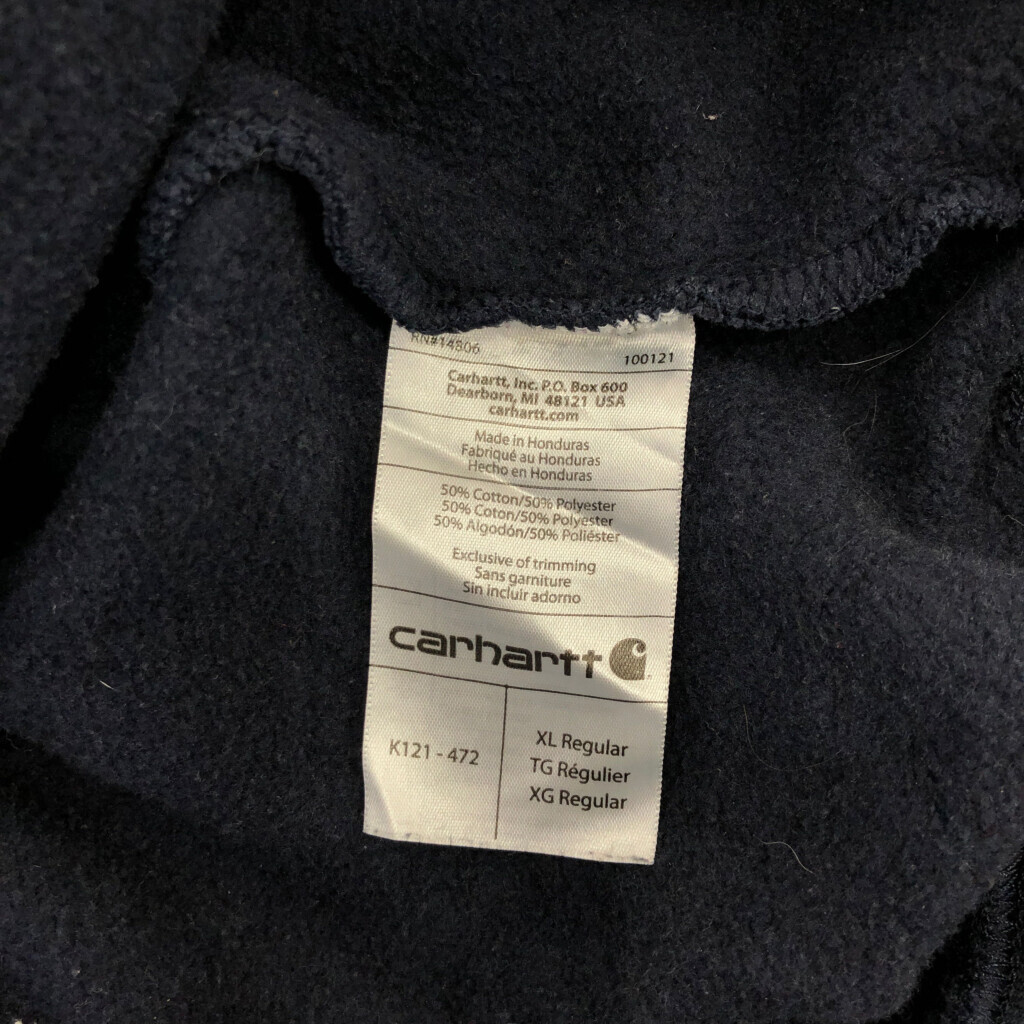 RN#14806
100121
Carhartt, Inc. P.O. Box 600
Dearborn, MI 48121 USA
carhartt.com
Made in Honduras
Fabriqué au Honduras
Hecho en Honduras
50% Cotton/50% Polyester
50% Coton/50% Polyester
50% Algodón/50% Poliéster
Exclusive of trimming
Sans garniture
Sin incluir adorno
carhartt
K121 - 472
XL Regular
TG Régulier
XG Regular